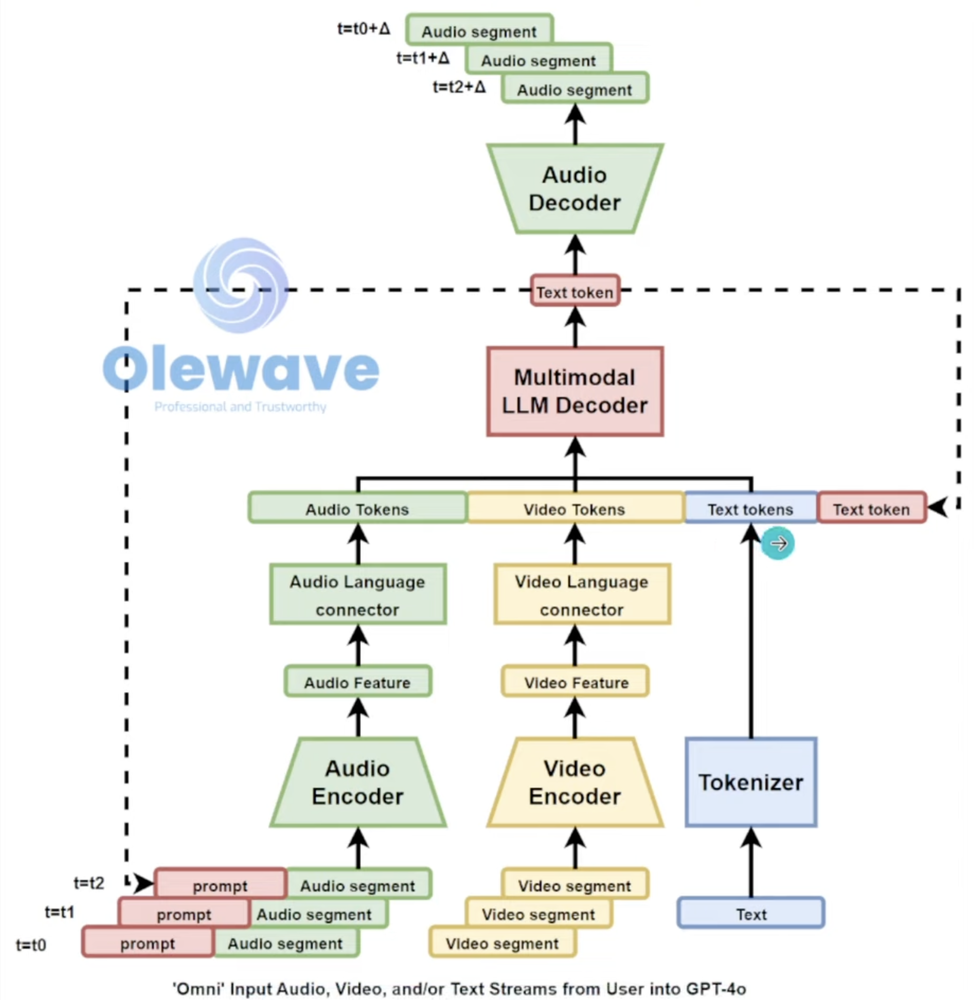 t=t0+Δ Audio segment
t=t1+Δ Audio segment
t=t2+Δ Audio segment
Audio
Decoder
Text token
Olewave
Professional and Trustworthy
Multimodal
LLM Decoder
Audio Tokens Video Tokens Text tokens Text token
Audio Language
connector
Video Language
connector
Audio Feature Video Feature
Audio
Encoder
Video
Encoder
Tokenizer
t=t2 prompt Audio segment Video segment
t=t1 prompt Audio segment Video segment Text
t=t0 prompt Audio segment Video segment
'Omni' Input Audio, Video, and/or Text Streams from User into GPT-4o